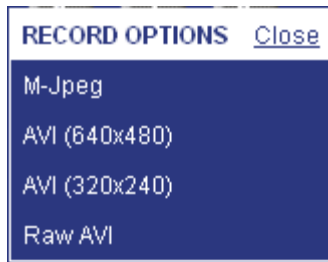 RECORD OPTIONS Close
M-Jpeg
AVI (640x480)
AVI (320x240)
Raw AVI